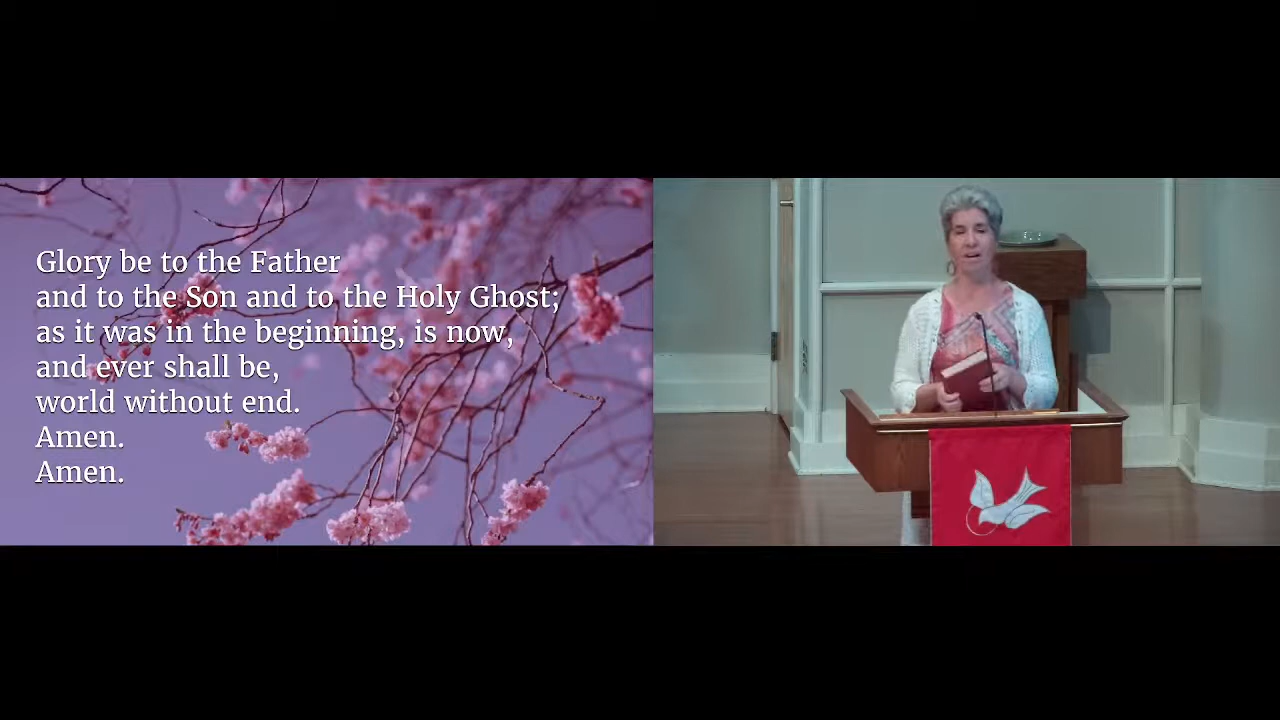 Glory be to the Father
and to the Son and to the Holy Ghost;
as it was in the beginning, is now,
and ever shall be,
world without end.
Amen.
Amen.